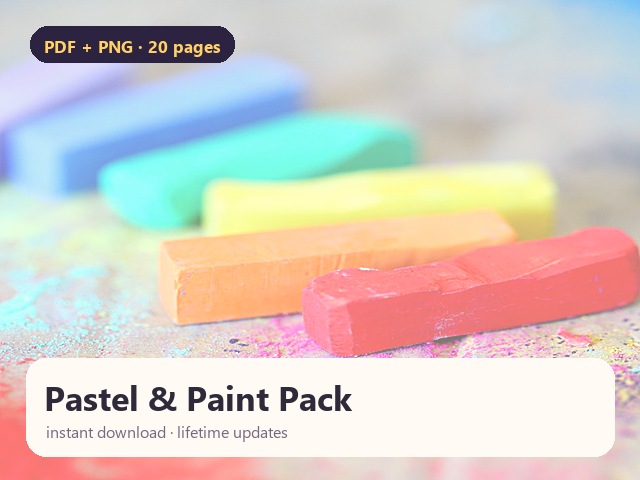 PDF + PNG · 20 pages
Pastel & Paint Pack
instant download · lifetime updates